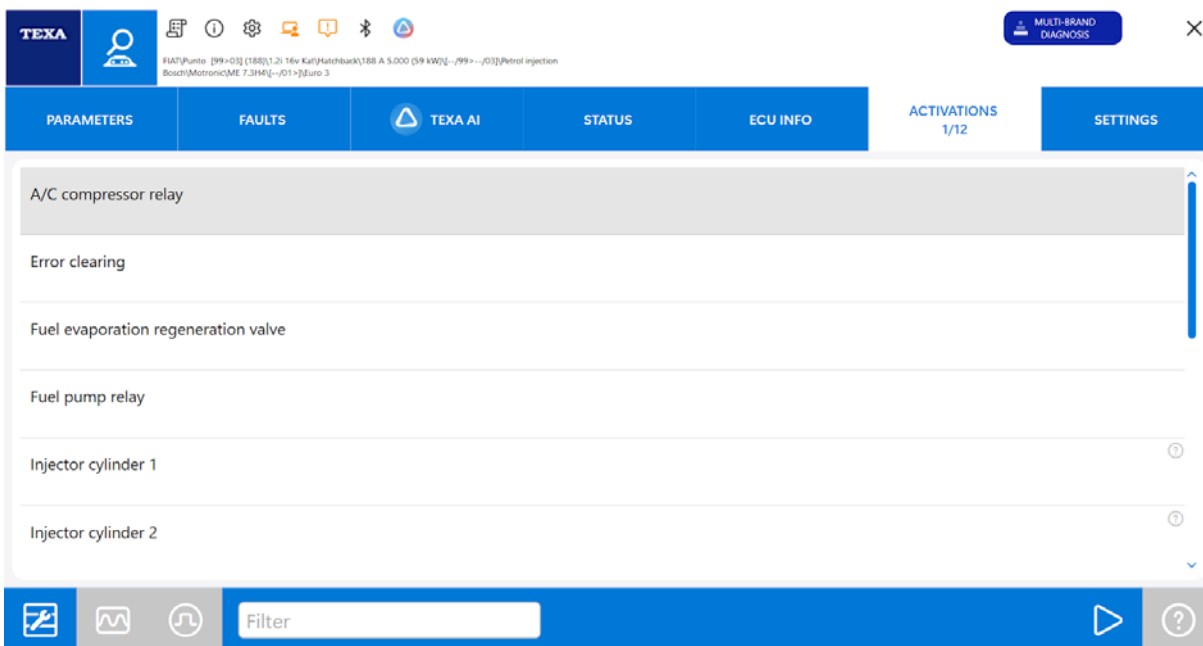 TEXA
MULTI-BRAND
DIAGNOSIS
FIAT\Punto [99>03] (188)\1.2i 16v Kat\Hatchback\188 A 5.000 (59 kW)\[--/99>--/03]\Petrol injection
Bosch\Motronic\ME 7.3H4\[--/01>]\Euro 3
PARAMETERS
FAULTS
TEXA AI
STATUS
ECU INFO
ACTIVATIONS
1/12
SETTINGS
A/C compressor relay
Error clearing
Fuel evaporation regeneration valve
Fuel pump relay
Injector cylinder 1
Injector cylinder 2
Filter